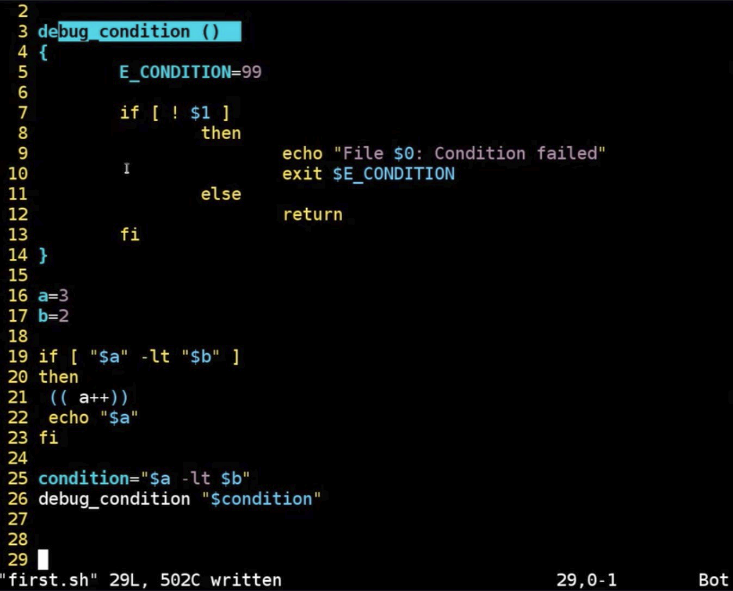 2
3 debug_condition ()
4 {
5 E_CONDITION=99
6
7 if [ ! $1 ]
8 then
9 echo "File $0: Condition failed"
10 exit $E_CONDITION
11 else
12 return
13 fi
14 }
15
16 a=3
17 b=2
18
19 if [ "$a" -lt "$b" ]
20 then
21 (( a++))
22 echo "$a"
23 fi
24
25 condition="$a -lt $b"
26 debug_condition "$condition"
27
28
29
"first.sh" 29L, 502C written 29,0-1 Bot